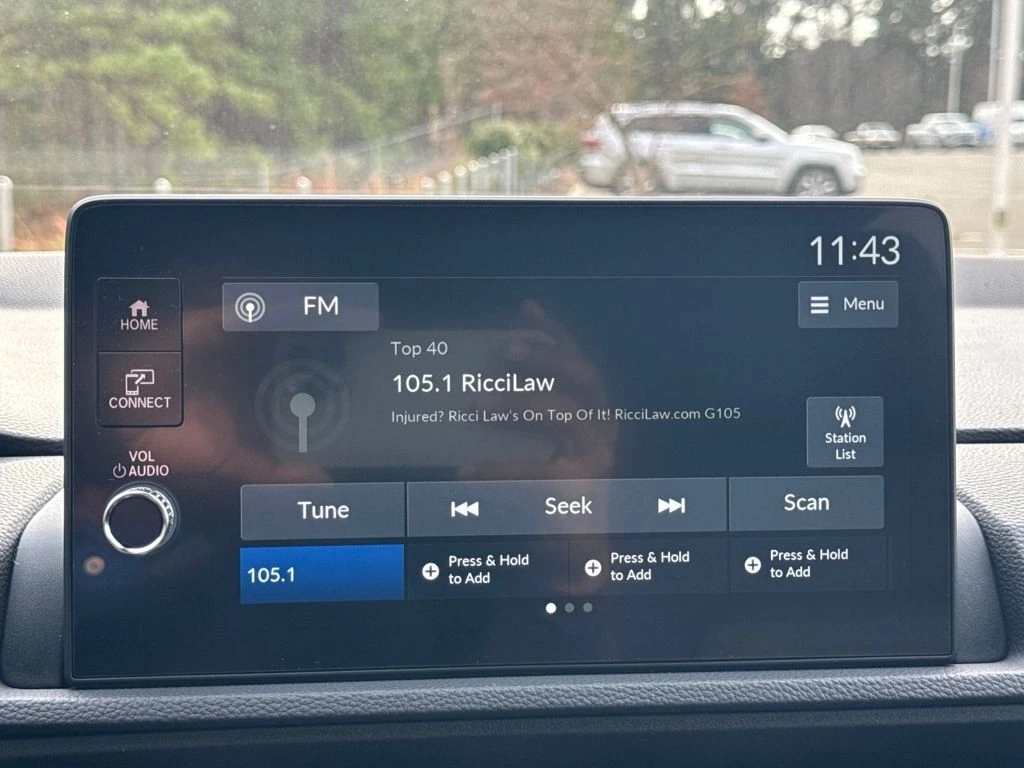 11:43
HOME
FM
Menu
Top 40
105.1 RicciLaw
CONNECT
Injured? Ricci Law's On Top Of It! RicciLaw.com G105
Station
List
VOL
AUDIO
Tune
Seek
Scan
105.1
Press & Hold
to Add
Press & Hold
to Add
Press & Hold
to Add